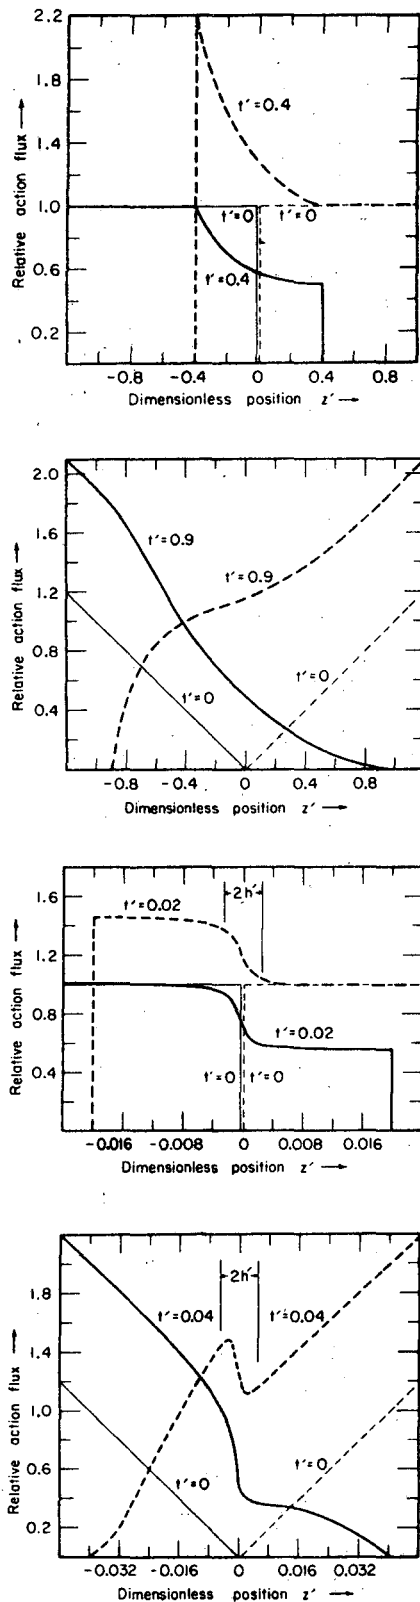 2.2
1.8
1.4
t'=0.4
1.0
t'=0 t'=0
0.6
t'=0.4
0.2
Relative action flux →
-0.8 -0.4 0 0.4 0.8
Dimensionless position z' →
2.0
t'=0.9
1.6
t'=0.9
1.2
0.8
t'=0 t'=0
0.4
Relative action flux →
-0.8 -0.4 0 0.4 0.8
Dimensionless position z' →
1.6
t'=0.02
2h'
1.2
0.8
t'=0.02
t'=0 t'=0
0.4
Relative action flux →
-0.016 -0.008 0 0.008 0.016
Dimensionless position z' →
2h'
1.8
t'=0.04 t'=0.04
1.4
1.0
0.6
t'=0 t'=0
0.2
Relative action flux →
-0.032 -0.016 0 0.016 0.032
Dimensionless position z' →